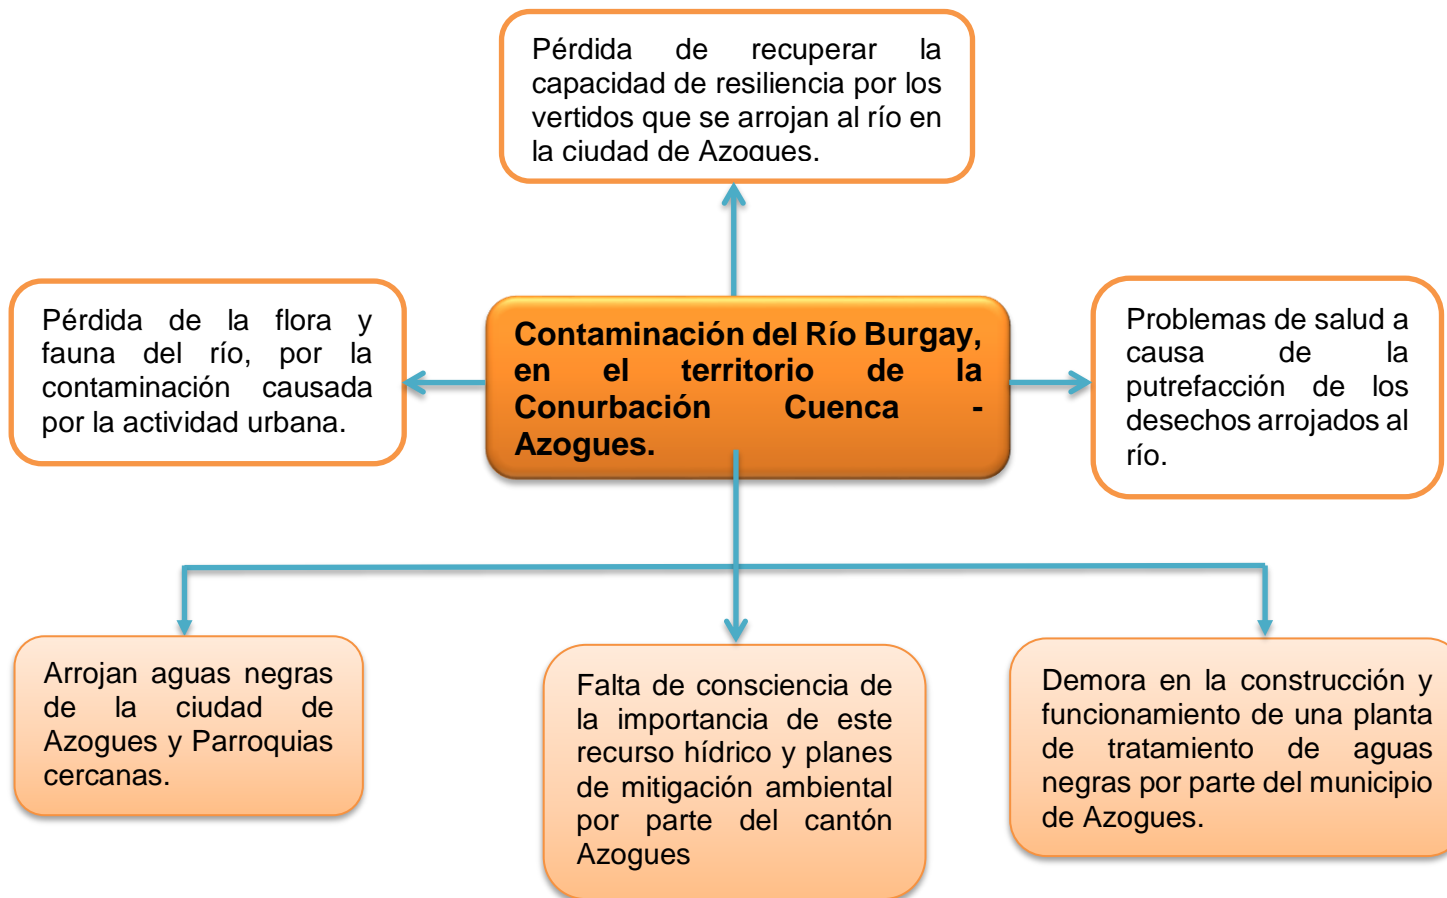 Pérdida de recuperar la
capacidad de resiliencia por los
vertidos que se arrojan al río en
la ciudad de Azogues.
Pérdida de la flora y
fauna del río, por la
contaminación causada
por la actividad urbana.
Contaminación del Río Burgay,
en el territorio de la
Conurbación Cuenca -
Azogues.
Problemas de salud a
causa de la
putrefacción de los
desechos arrojados al
río.
Arrojan aguas negras
de la ciudad de
Azogues y Parroquias
cercanas.
Falta de consciencia de
la importancia de este
recurso hídrico y planes
de mitigación ambiental
por parte del cantón
Azogues
Demora en la construcción y
funcionamiento de una planta
de tratamiento de aguas
negras por parte del municipio
de Azogues.